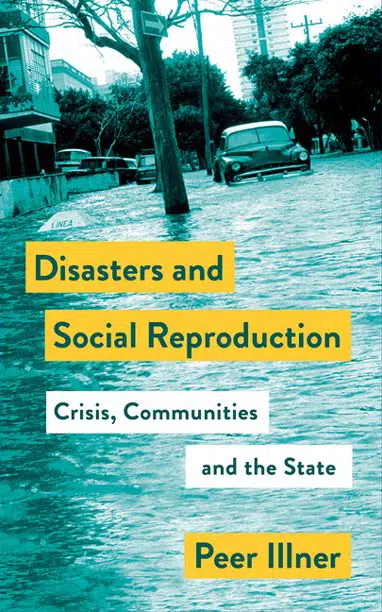 LINEA
Disasters and
Social Reproduction
Crisis, Communities
and the State
Peer Illner